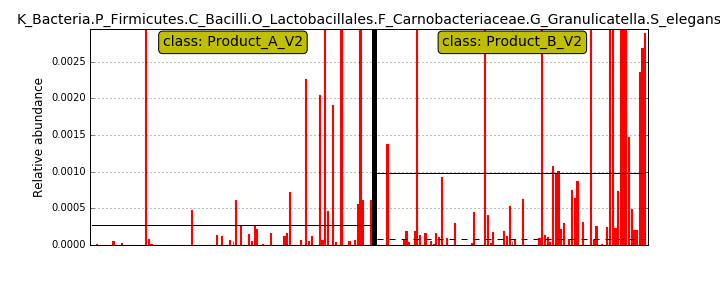 K_Bacteria.P_Firmicutes.C_Bacilli.O_Lactobacillales.F_Carnobacteriaceae.G_Granulicatella.S_elegans
class: Product_A_V2
class: Product_B_V2
Relative abundance
0.0025
0.0020
0.0015
0.0010
0.0005
0.0000